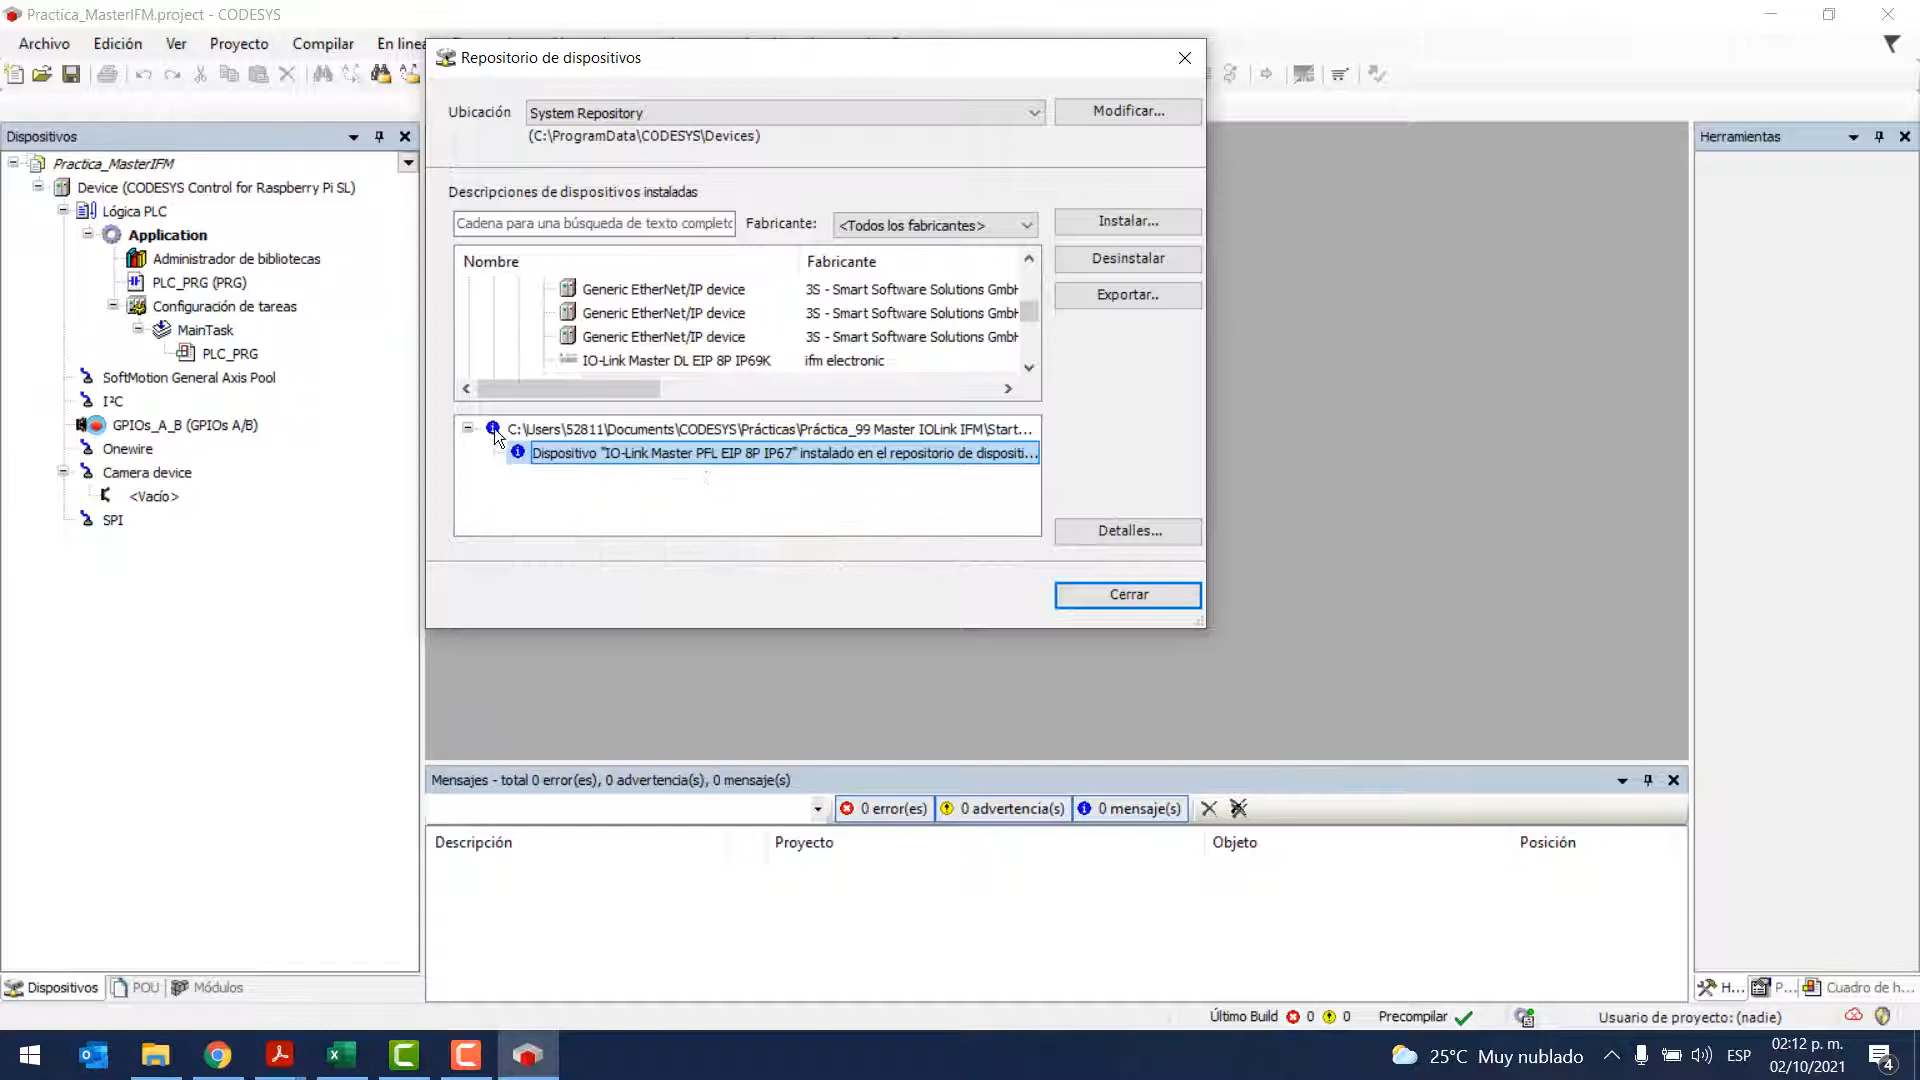 Practica_MasterIFM.project - CODESYS
Archivo Edición Ver Proyecto Compilar En línea
Repositorio de dispositivos
Ubicación System Repository Modificar...
(C:\ProgramData\CODESYS\Devices)
Descripciones de dispositivos instaladas
Cadena para una búsqueda de texto completo Fabricante: <Todos los fabricantes> Instalar...
Nombre Fabricante Desinstalar
Generic EtherNet/IP device 3S - Smart Software Solutions GmbH Exportar..
Generic EtherNet/IP device 3S - Smart Software Solutions GmbH
Generic EtherNet/IP device 3S - Smart Software Solutions GmbH
IO-Link Master DL EIP 8P IP69K ifm electronic
C:\Users\52811\Documents\CODESYS\Prácticas\Práctica_99 Master IOLink IFM\Start...
Dispositivo "IO-Link Master PFL EIP 8P IP67" instalado en el repositorio de dispositi...
Detalles...
Cerrar
Dispositivos
Practica_MasterIFM
Device (CODESYS Control for Raspberry Pi SL)
Lógica PLC
Application
Administrador de bibliotecas
PLC_PRG (PRG)
Configuración de tareas
MainTask
PLC_PRG
SoftMotion General Axis Pool
I²C
GPIOs_A_B (GPIOs A/B)
Onewire
Camera device
<Vacío>
SPI
Dispositivos POU Módulos
Herramientas
H... P... Cuadro de h...
Mensajes - total 0 error(es), 0 advertencia(s), 0 mensaje(s)
0 error(es) 0 advertencia(s) 0 mensaje(s)
Descripción Proyecto Objeto Posición
Último Build 0 0 Precompilar Usuario de proyecto: (nadie)
25°C Muy nublado ESP 02:12 p. m.
02/10/2021 4